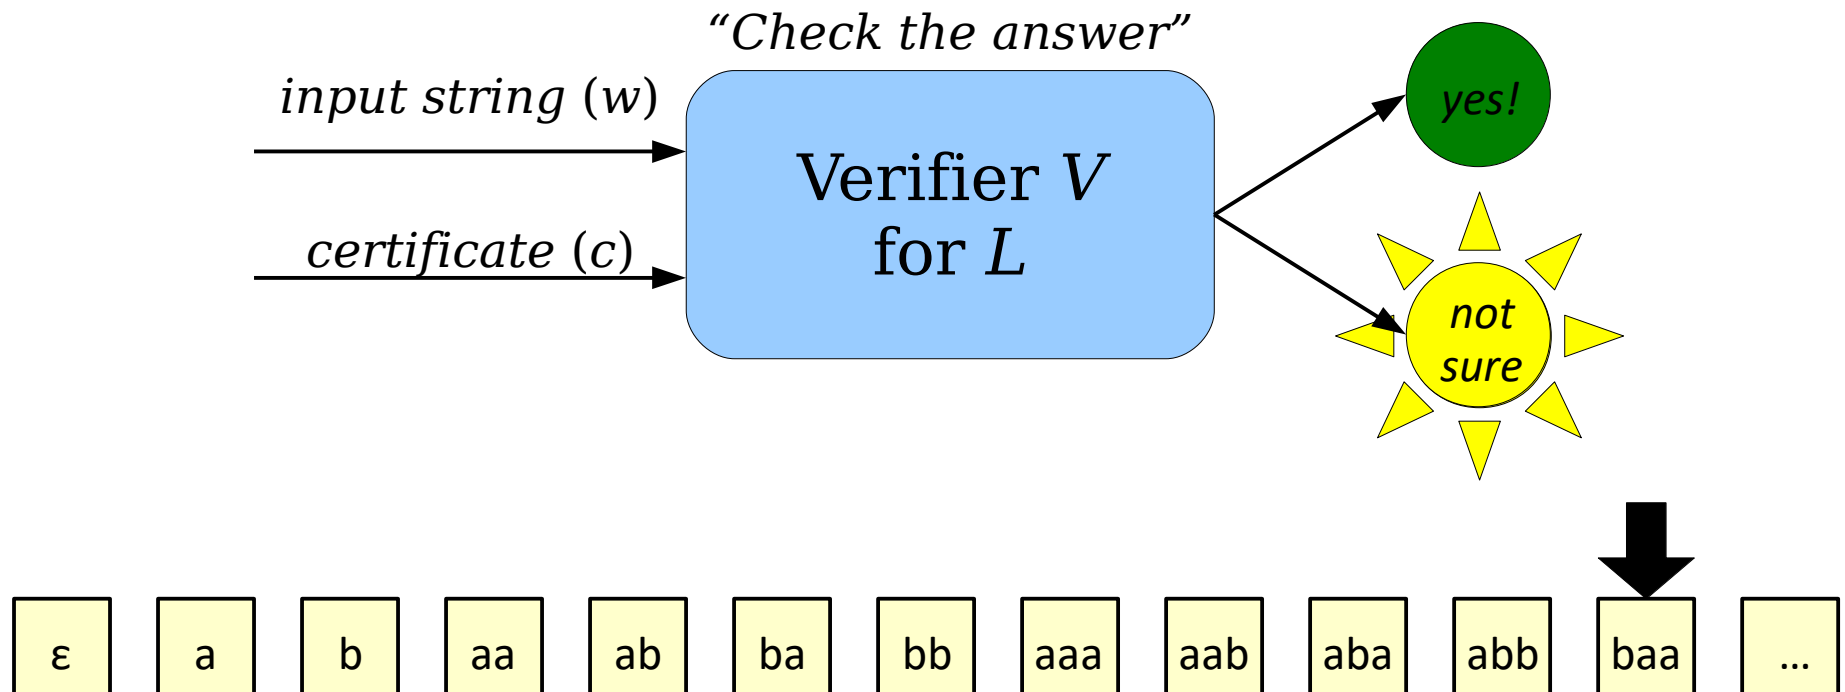 “Check the answer”
input string (w)
certificate (c)
Verifier V
for L
yes!
not
sure
ε a b aa ab ba bb aaa aab aba abb baa ...